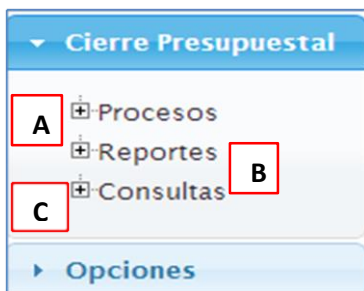 Cierre Presupuestal
A Procesos
Reportes B
C Consultas
Opciones